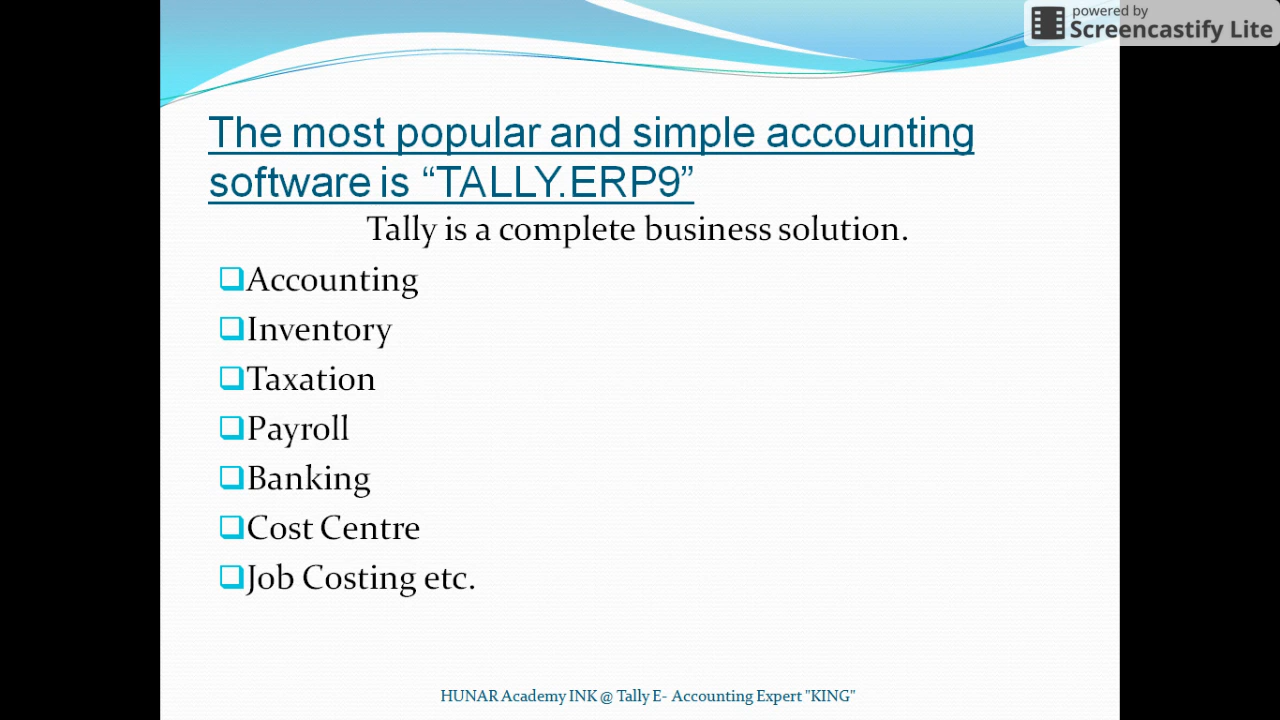 powered by
Screencastify Lite
The most popular and simple accounting
software is “TALLY.ERP9”
Tally is a complete business solution.
Accounting
Inventory
Taxation
Payroll
Banking
Cost Centre
Job Costing etc.
HUNAR Academy INK @ Tally E- Accounting Expert "KING"